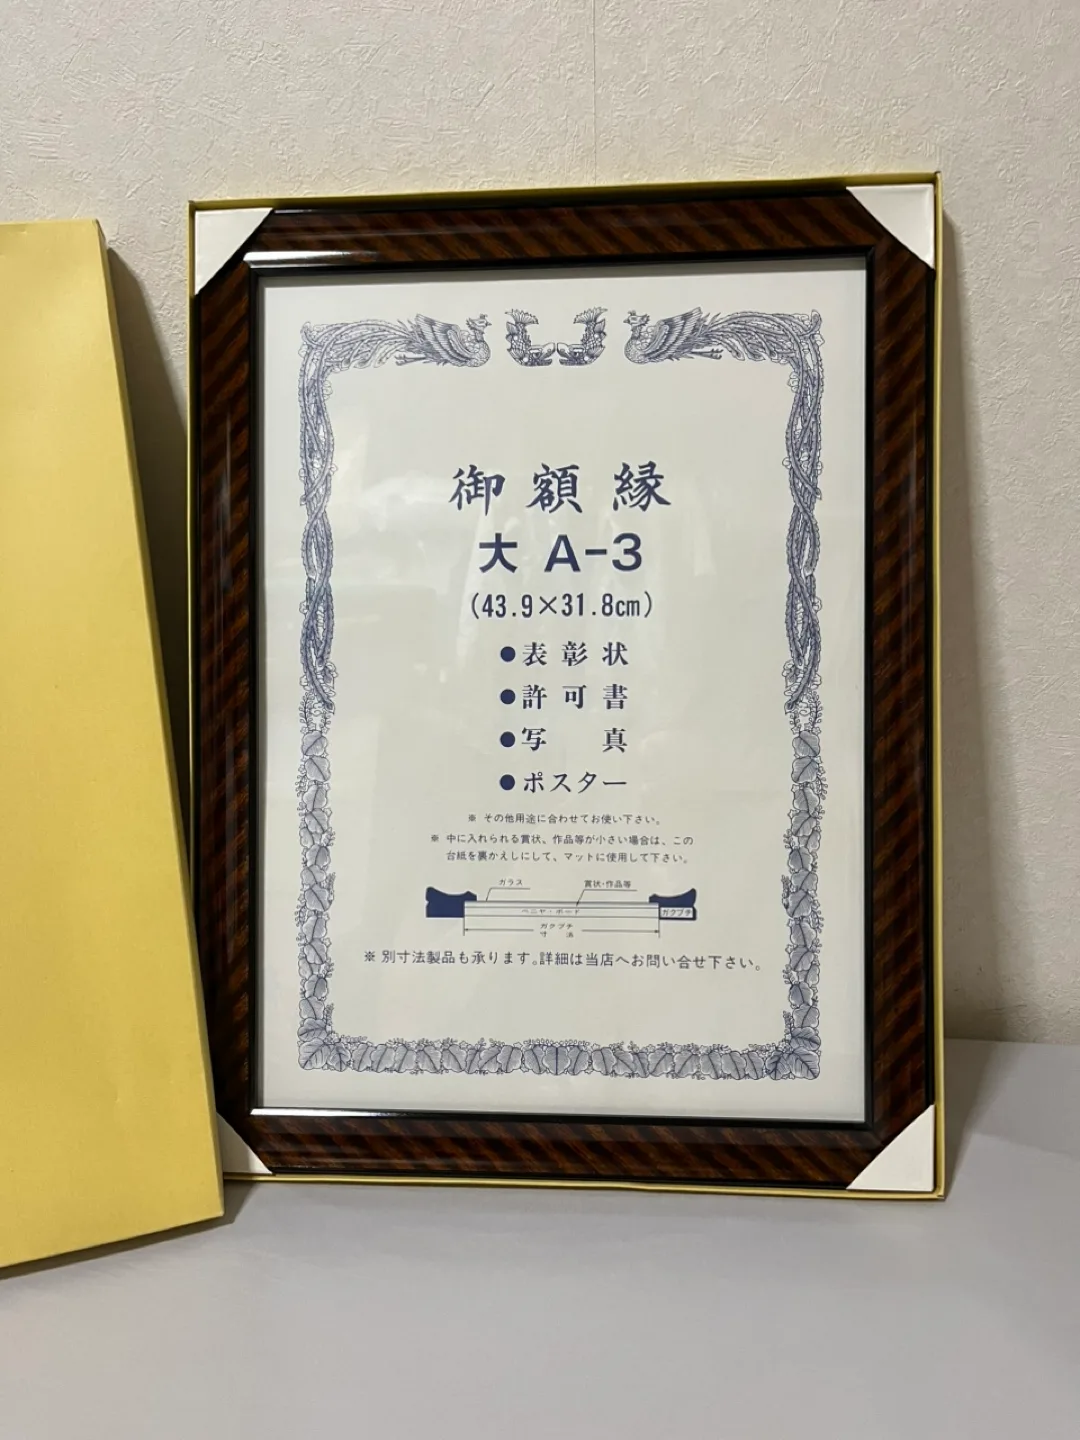 御額縁
大 A-3
(43.9×31.8cm)
●表彰状
●許可書
●写 真
●ポスター
※ その他用途に合わせてお使い下さい。
※ 中に入れられる賞状、作品等が小さい場合は、この
台紙を裏かえしにして、マットに使用して下さい。
ガラス 賞状・作品等
ベニヤ・ボード ガクブチ
ガクブチ
寸 法
※ 別寸法製品も承ります。詳細は当店へお問い合せ下さい。